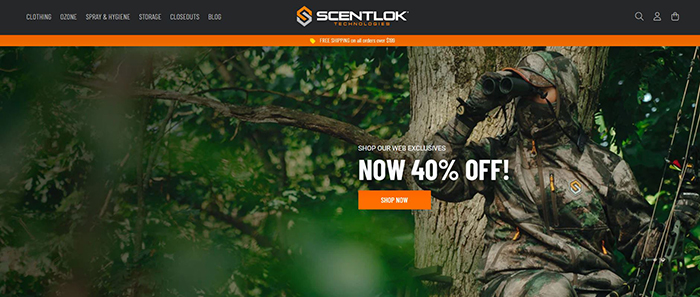 CLOTHING OZONE SPRAY & HYGIENE STORAGE CLOSEOUTS BLOG
SCENTLOK
TECHNOLOGIES
FREE SHIPPING on all orders over $100
SHOP OUR WEB EXCLUSIVES
NOW 40% OFF!
SHOP NOW